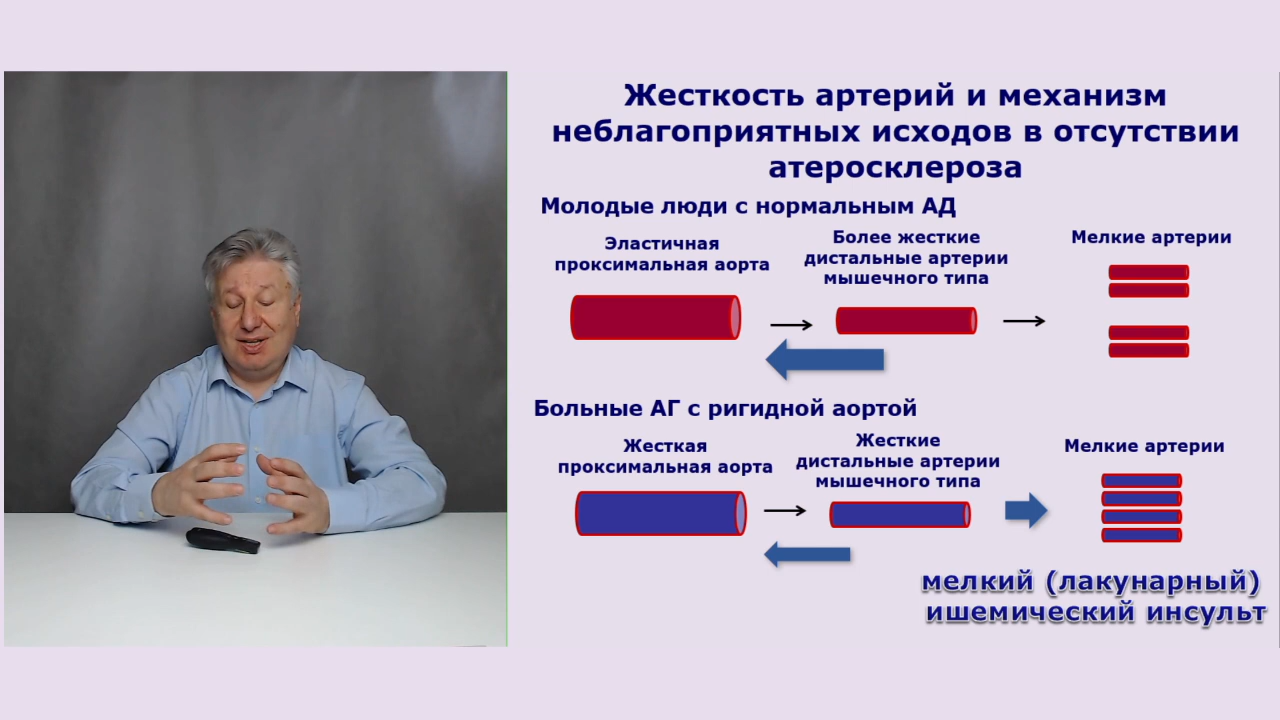 Жесткость артерий и механизм
неблагоприятных исходов в отсутствии
атеросклероза
Молодые люди с нормальным АД
Эластичная
проксимальная аорта
Более жесткие
дистальные артерии
мышечного типа
Мелкие артерии
Больные АГ с ригидной аортой
Жесткая
проксимальная аорта
Жесткие
дистальные артерии
мышечного типа
Мелкие артерии
мелкий (лакунарный)
ишемический инсульт